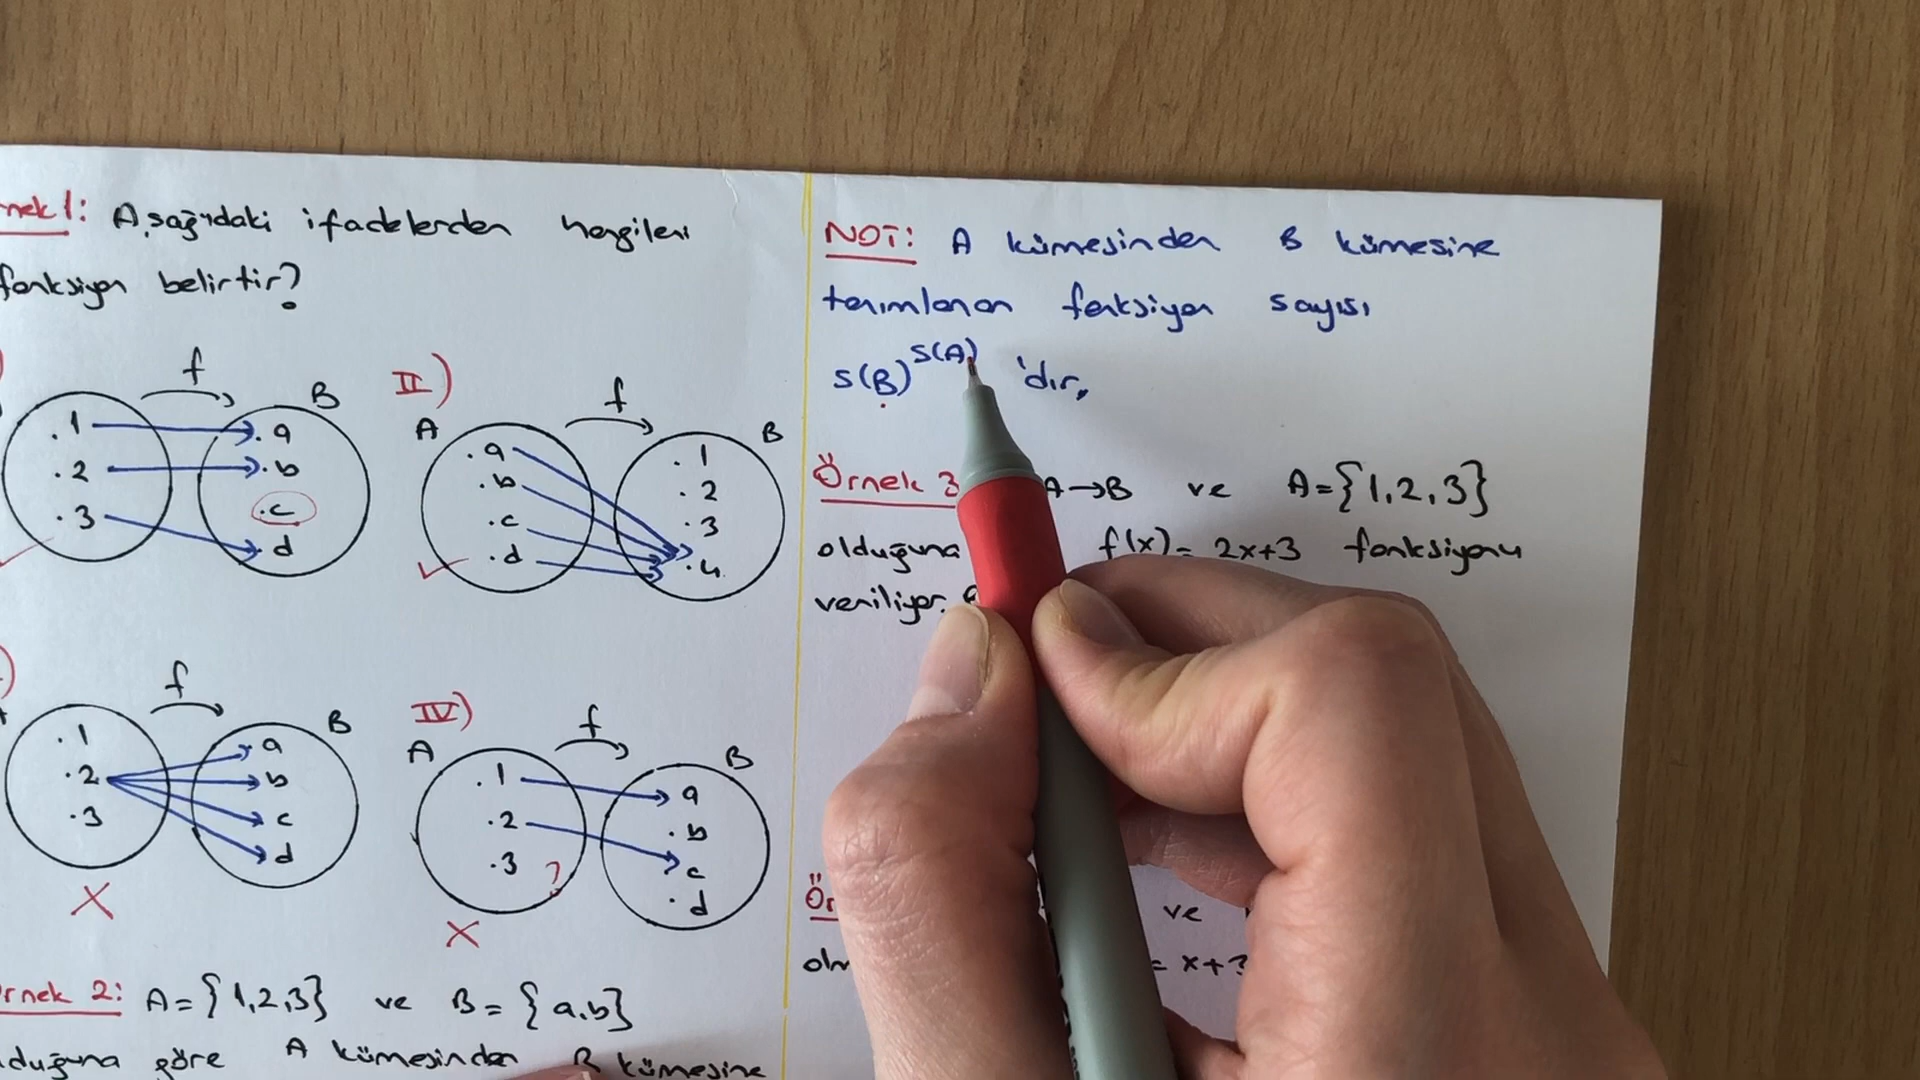 nek 1: Aşağıdaki ifadelerden hangileri
fonksiyon belirtir?
f
B
.1
.2
.3
.a
.b
.c
d
II)
f
A
B
.a
.b
.c
.d
.1
.2
.3
.4
f
B
.1
.2
.3
a
b
c
d
X
IV)
f
A
B
.1
.2
.3
?
a
.b
c
.d
X
rnek 2: A={1,2,3} ve B={a,b}
lduğuna göre A kümesinden B kümesine
NOT: A kümesinden B kümesine
tanımlanan fonksiyon sayısı
s(B)^s(A) 'dır,
Örnek 3 A→B ve A={1,2,3}
olduğuna f(x)= 2x+3 fonksiyonu
veriliyor.
Ör ve
= x+3